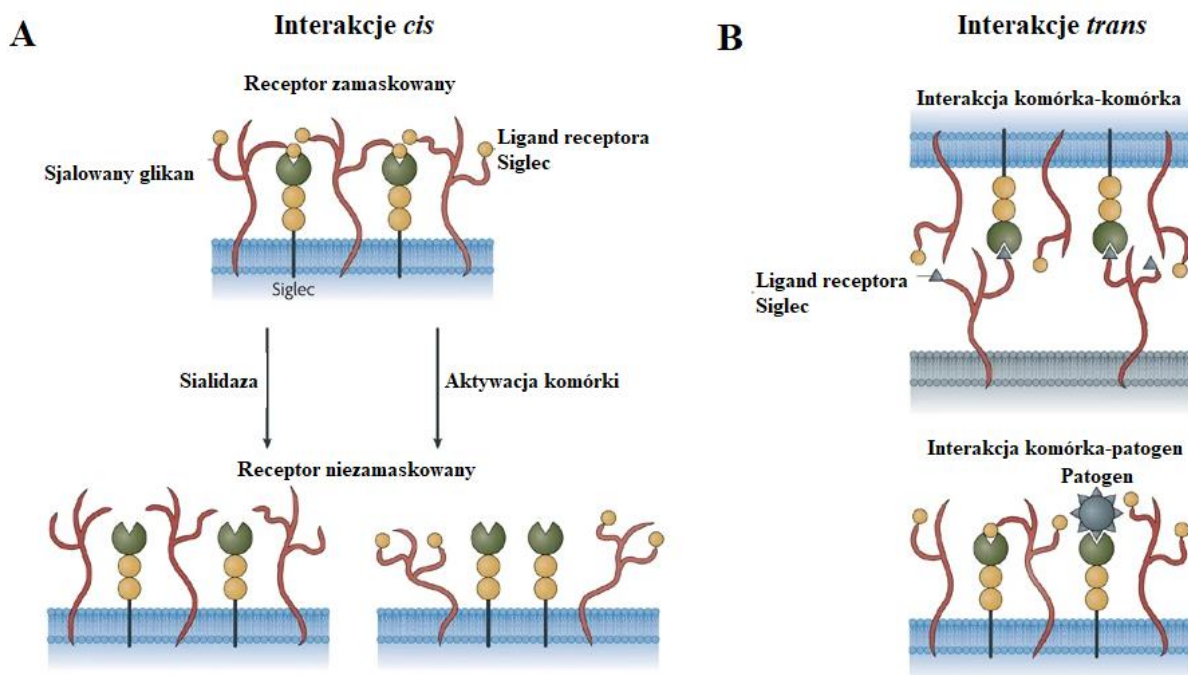 A
Interakcje cis
Receptor zamaskowany
Sjalowany glikan
Ligand receptora
Siglec
Siglec
Sialidaza
Aktywacja komórki
Receptor niezamaskowany
B
Interakcje trans
Interakcja komórka-komórka
Ligand receptora
Siglec
Interakcja komórka-patogen
Patogen